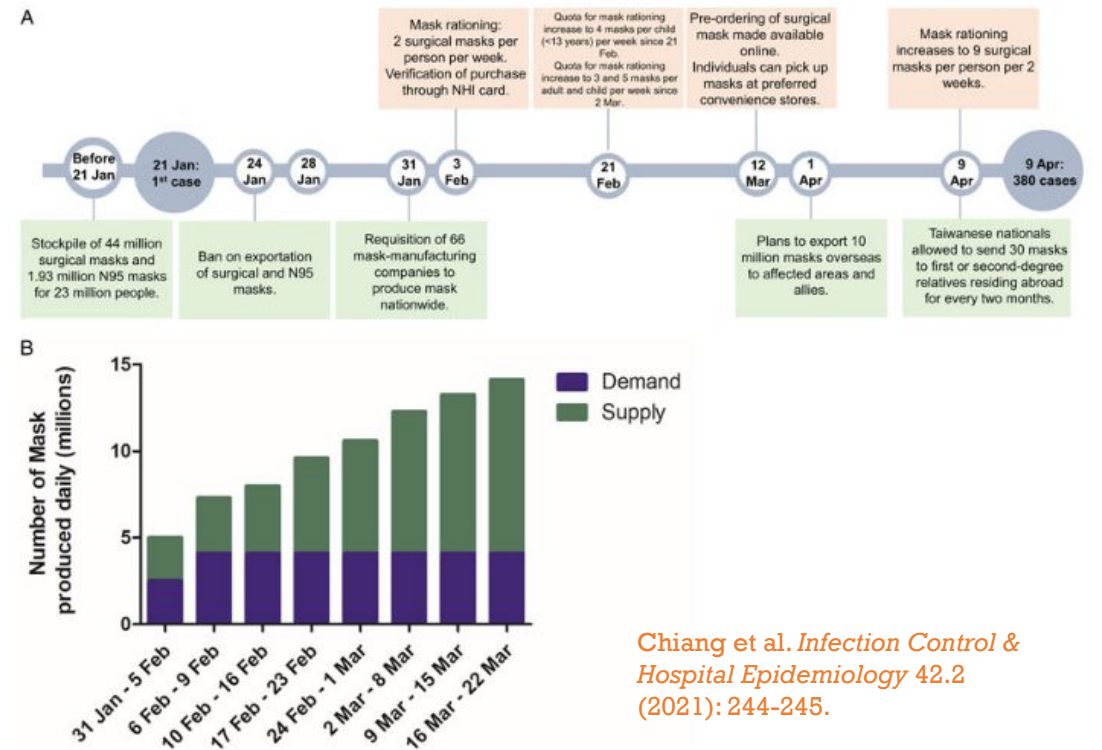 A
Mask rationing:
2 surgical masks per
person per week.
Verification of purchase
through NHI card.
Quota for mask rationing
increase to 4 masks per child
(<13 years) per week since 21
Feb.
Quota for mask rationing
increase to 3 and 5 masks per
adult and child per week since
2 Mar.
Pre-ordering of surgical
mask made available
online.
Individuals can pick up
masks at preferred
convenience stores.
Mask rationing
increases to 9 surgical
masks per person per 2
weeks.
Before
21 Jan
21 Jan:
1st case
24
Jan
28
Jan
31
Jan
3
Feb
21
Feb
12
Mar
1
Apr
9
Apr
9 Apr:
380 cases
Stockpile of 44 million
surgical masks and
1.93 million N95 masks
for 23 million people.
Ban on exportation
of surgical and N95
masks.
Requisition of 66
mask-manufacturing
companies to
produce mask
nationwide.
Plans to export 10
million masks overseas
to affected areas and
allies.
Taiwanese nationals
allowed to send 30 masks
to first or second-degree
relatives residing abroad
for every two months.
B
Number of Mask
produced daily (millions)
15
10
5
0
Demand
Supply
31 Jan - 5 Feb
6 Feb - 9 Feb
10 Feb - 16 Feb
17 Feb - 23 Feb
24 Feb - 1 Mar
2 Mar - 8 Mar
9 Mar - 15 Mar
16 Mar - 22 Mar
Chiang et al. Infection Control &
Hospital Epidemiology 42.2
(2021): 244-245.